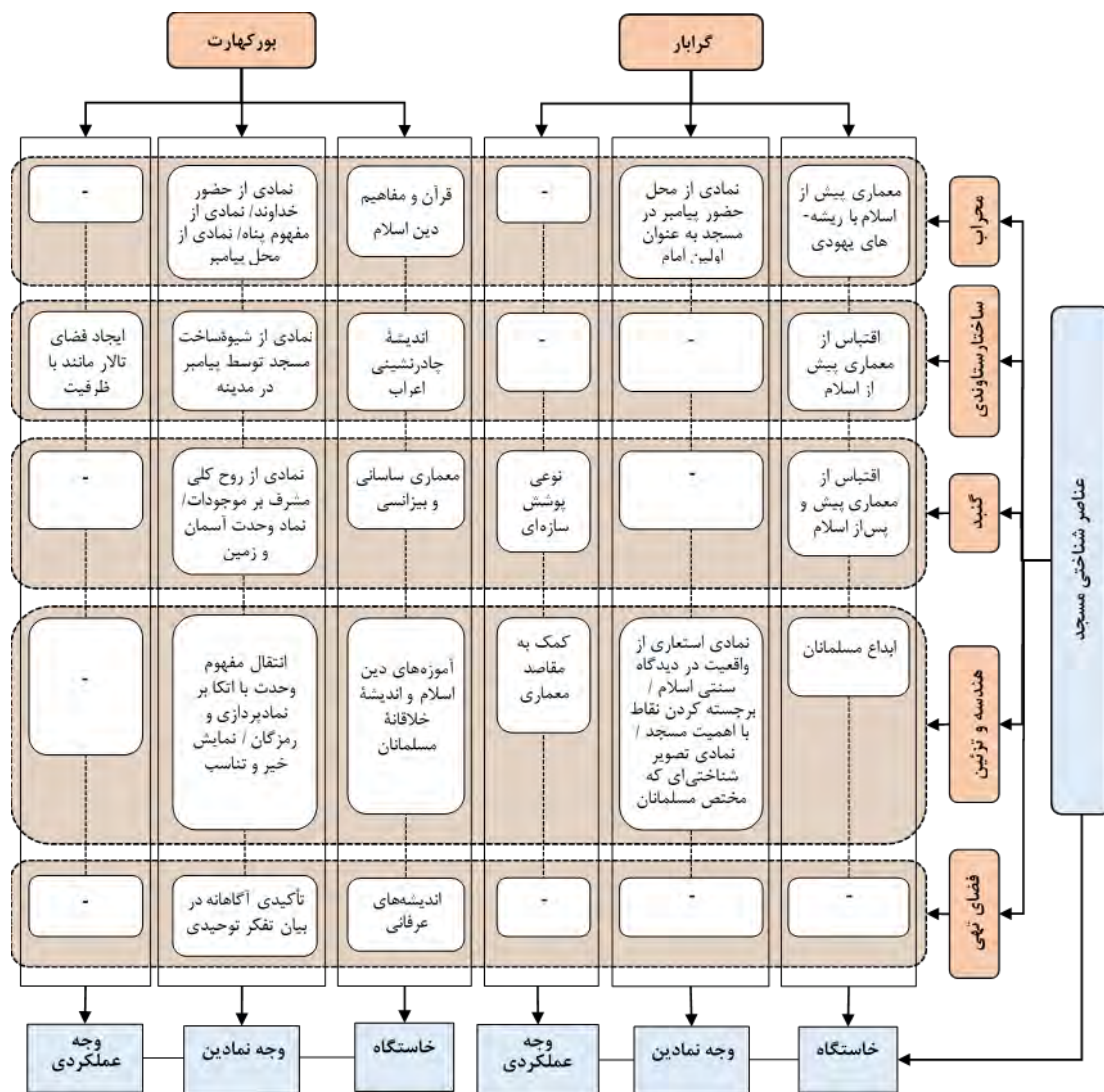 گرابار
بورکهارت
محراب
معماری پیش از
اسلام با ریشه-
های یهودی
نمادی از محل
حضور پیامبر در
مسجد به عنوان
اولین امام
-
قرآن و مفاهیم
دین اسلام
نمادی از حضور
خداوند/ نمادی از
مفهوم پناه/ نمادی از
محل پیامبر
-
ساختارستاوندی
اقتباس از
معماری پیش
از اسلام
-
-
اندیشۀ
چادرنشینی
اعراب
نمادی از شیوۀساخت
مسجد توسط پیامبر
در مدینه
ایجاد فضای
تالار مانند با
ظرفیت
گنبد
اقتباس از
معماری پیش و
پس‌از اسلام
-
نوعی
پوشش
سازه‌ای
معماری ساسانی
و بیزانسی
نمادی از روح کلی
مشرف بر موجودات/
نماد وحدت آسمان
و زمین
-
هندسه و تزئین
ابداع مسلمانان
نمادی استعاری از
واقعیت در دیدگاه
سنتی اسلام /
برجسته کردن نقاط
با اهمیت مسجد /
نمادی تصویر
شناختی‌ای که
مختص مسلمانان
کمک به
مقاصد
معماری
آموزه‌های دین
اسلام و اندیشۀ
خلاقانۀ
مسلمانان
انتقال مفهوم
وحدت با اتکا بر
نمادپردازی و
رمزگان / نمایش
خیر و تناسب
-
فضای تهی
-
-
-
اندیشه‌های
عرفانی
تأکیدی آگاهانه در
بیان تفکر توحیدی
-
عناصر شناختی مسجد
خاستگاه
وجه نمادین
وجه
عملکردی
خاستگاه
وجه نمادین
وجه
عملکردی